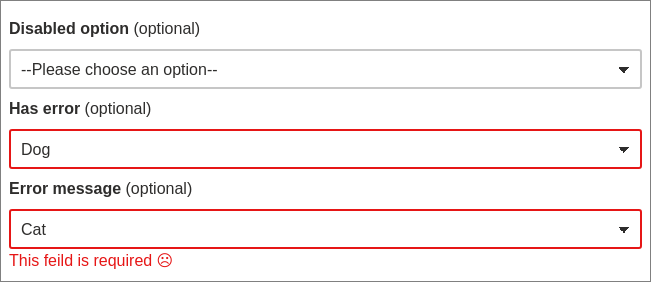 Disabled option (optional)
--Please choose an option--
Has error (optional)
Dog
Error message (optional)
Cat
This feild is required ☹